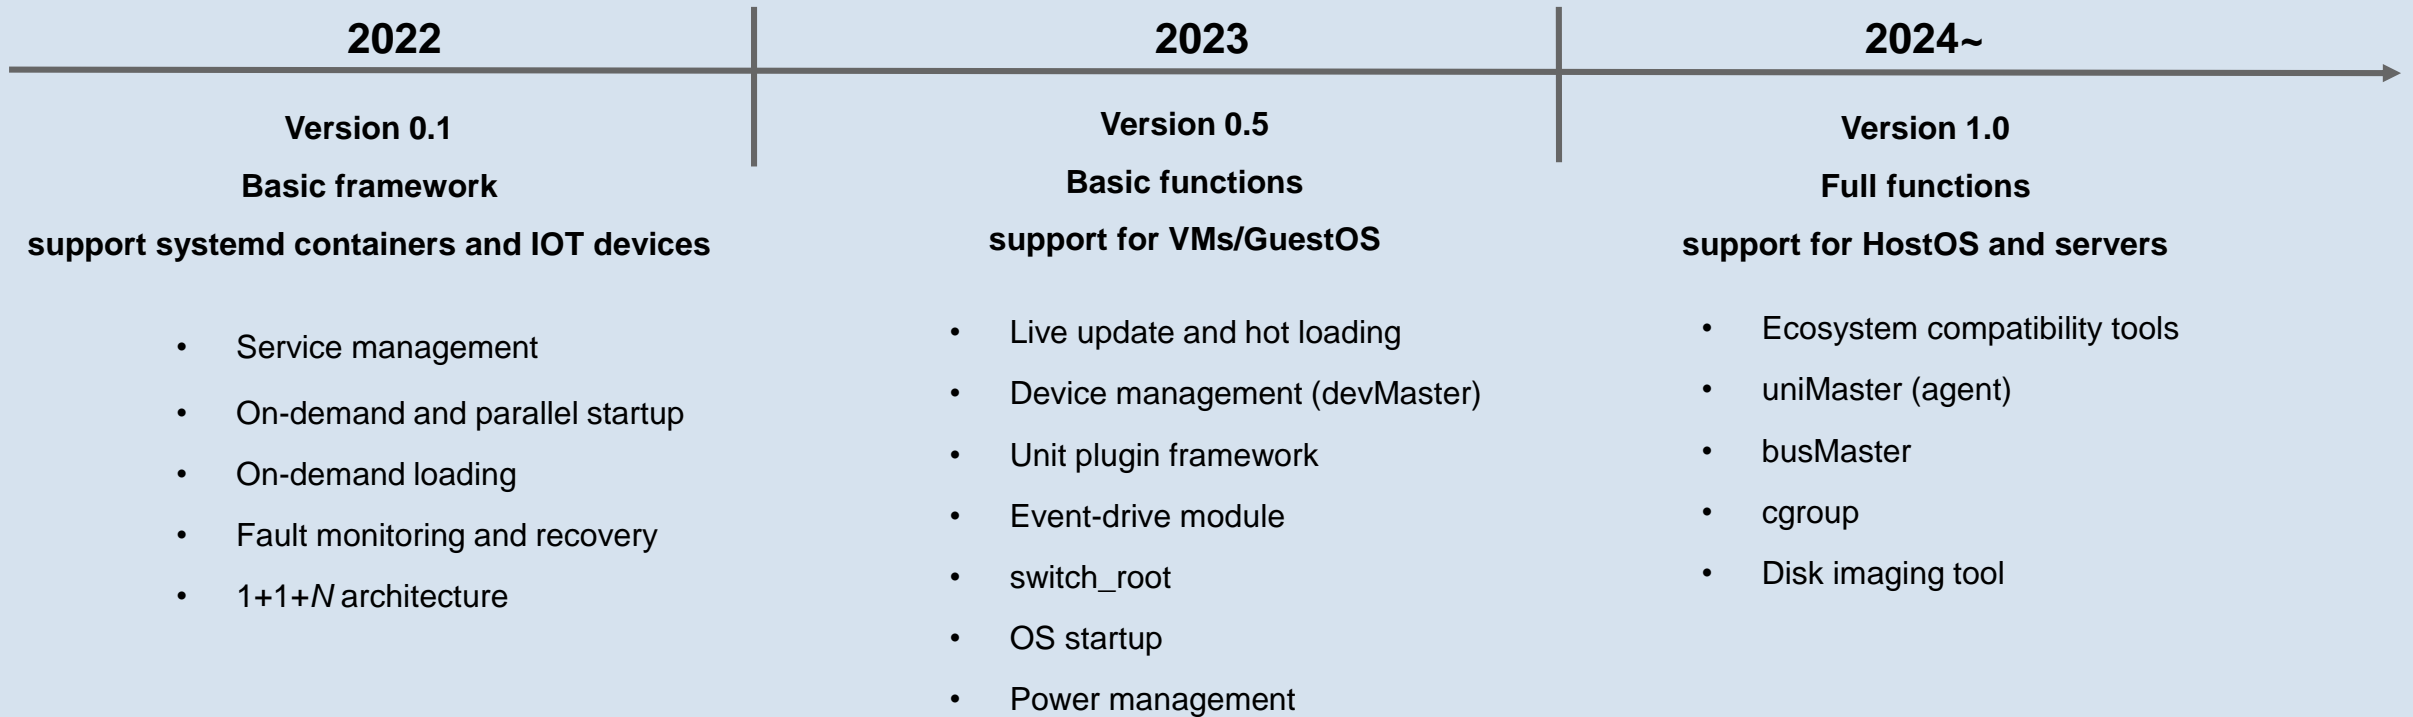 2022
Version 0.1
Basic framework
support systemd containers and IOT devices
• Service management
• On-demand and parallel startup
• On-demand loading
• Fault monitoring and recovery
• 1+1+N architecture
2023
Version 0.5
Basic functions
support for VMs/GuestOS
• Live update and hot loading
• Device management (devMaster)
• Unit plugin framework
• Event-drive module
• switch_root
• OS startup
• Power management
2024~
Version 1.0
Full functions
support for HostOS and servers
• Ecosystem compatibility tools
• uniMaster (agent)
• busMaster
• cgroup
• Disk imaging tool